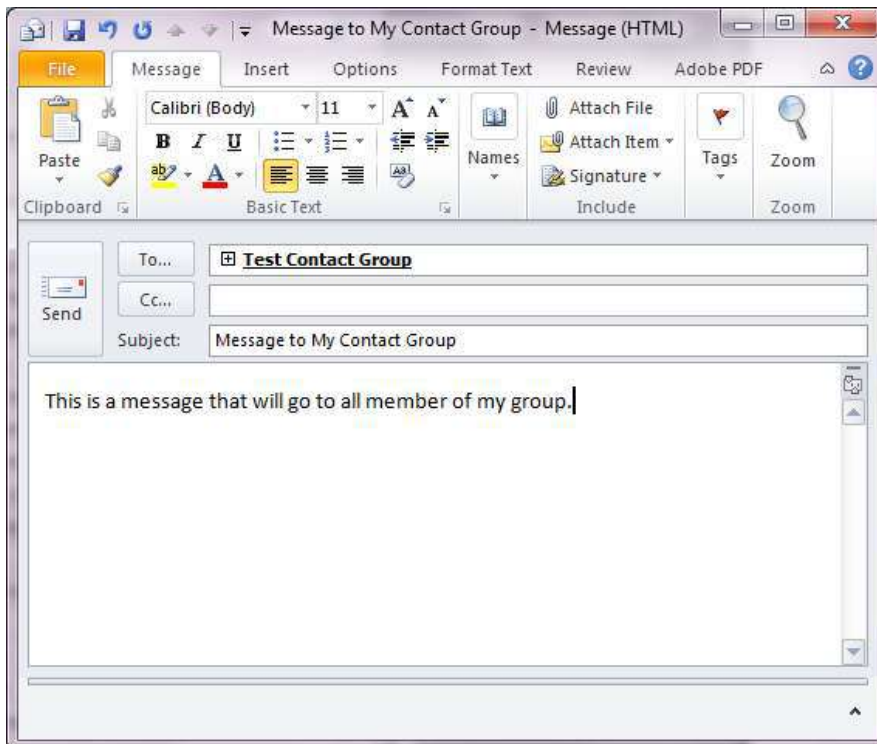 Message to My Contact Group - Message (HTML)
File Message Insert Options Format Text Review Adobe PDF
Calibri (Body) 11 A A Attach File
B I U Attach Item
Paste Names Tags Zoom
ab A Aa Signature
Clipboard Basic Text Include Zoom
To... Test Contact Group
Cc...
Send
Subject: Message to My Contact Group
This is a message that will go to all member of my group.